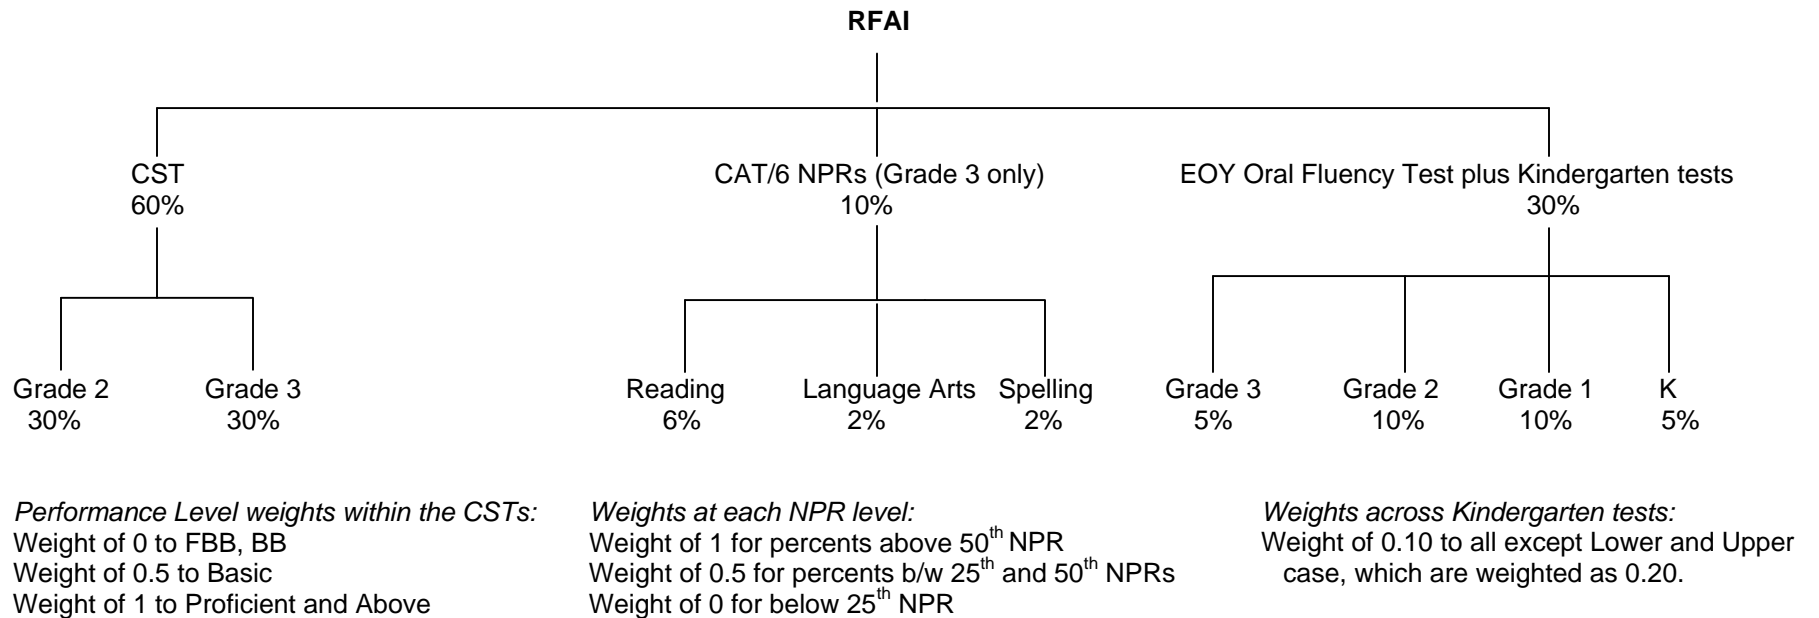 RFAI
CST
60%
CAT/6 NPRs (Grade 3 only)
10%
EOY Oral Fluency Test plus Kindergarten tests
30%
Grade 2
30%
Grade 3
30%
Reading
6%
Language Arts
2%
Spelling
2%
Grade 3
5%
Grade 2
10%
Grade 1
10%
K
5%
Performance Level weights within the CSTs:
Weight of 0 to FBB, BB
Weight of 0.5 to Basic
Weight of 1 to Proficient and Above
Weights at each NPR level:
Weight of 1 for percents above 50th NPR
Weight of 0.5 for percents b/w 25th and 50th NPRs
Weight of 0 for below 25th NPR
Weights across Kindergarten tests:
Weight of 0.10 to all except Lower and Upper
case, which are weighted as 0.20.